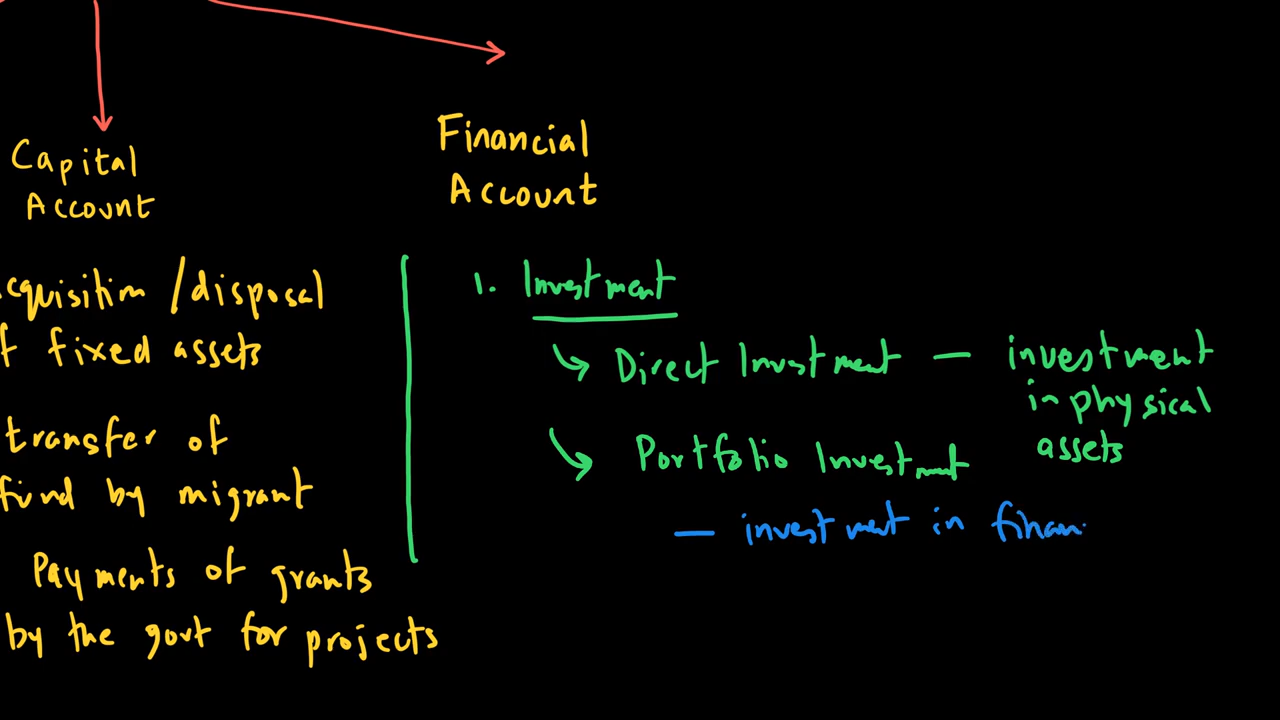 Capital
Account
cquisition /disposal
f fixed assets
transfer of
fund by migrant
Payments of grants
by the govt for projects
Financial
Account
1. Investment
Direct Investment — investment
in physical
assets
Portfolio Investment
— investment in finan